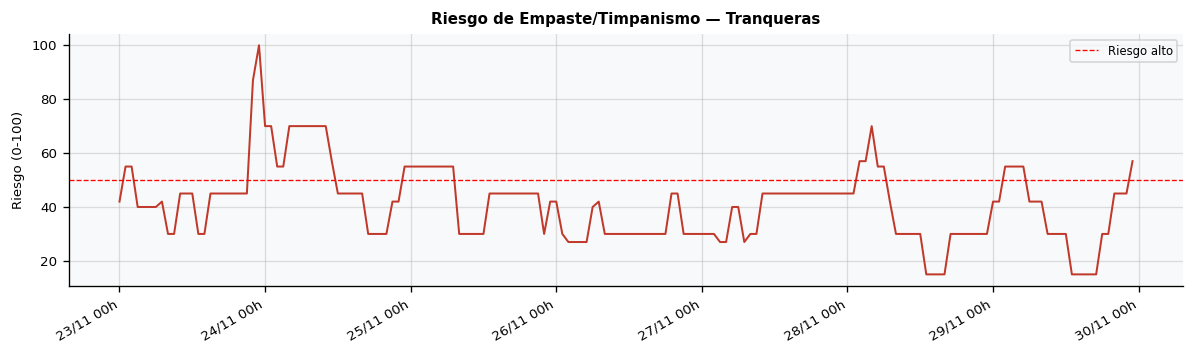 Riesgo de Empaste/Timpanismo — Tranqueras
Riesgo alto
Riesgo (0-100)
100
80
60
40
20
23/11 00h
24/11 00h
25/11 00h
26/11 00h
27/11 00h
28/11 00h
29/11 00h
30/11 00h